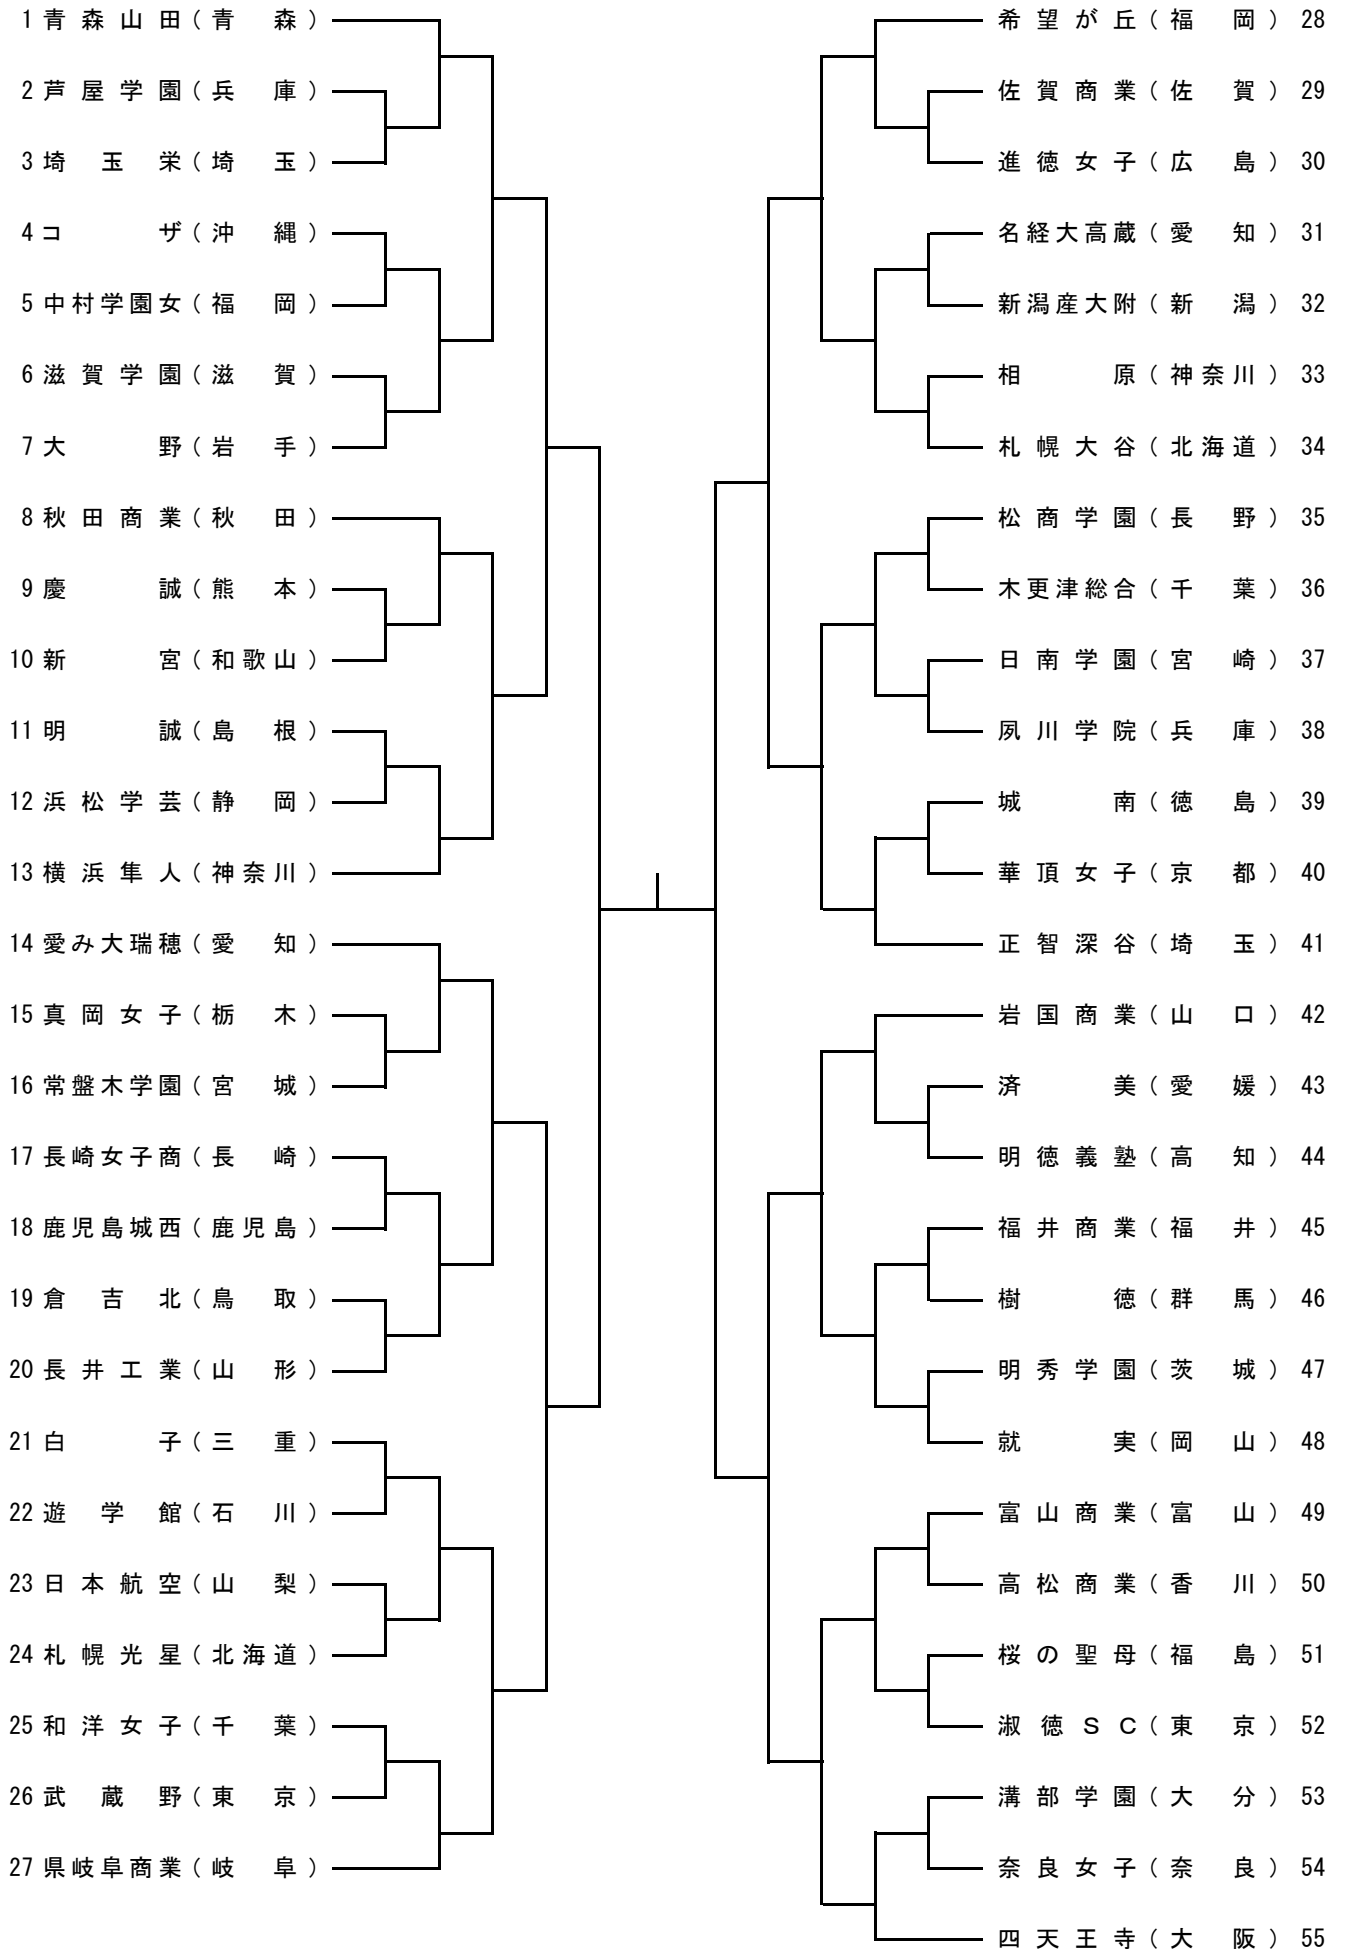 1 青森山田（青森）
2 芦屋学園（兵庫）
3 埼玉栄（埼玉）
4 コザ（沖縄）
5 中村学園女（福岡）
6 滋賀学園（滋賀）
7 大野（岩手）
8 秋田商業（秋田）
9 慶誠（熊本）
10 新宮（和歌山）
11 明誠（島根）
12 浜松学芸（静岡）
13 横浜隼人（神奈川）
14 愛み大瑞穂（愛知）
15 真岡女子（栃木）
16 常盤木学園（宮城）
17 長崎女子商（長崎）
18 鹿児島城西（鹿児島）
19 倉吉北（鳥取）
20 長井工業（山形）
21 白子（三重）
22 遊学館（石川）
23 日本航空（山梨）
24 札幌光星（北海道）
25 和洋女子（千葉）
26 武蔵野（東京）
27 県岐阜商業（岐阜）
希望が丘（福岡）28
佐賀商業（佐賀）29
進徳女子（広島）30
名経大高蔵（愛知）31
新潟産大附（新潟）32
相原（神奈川）33
札幌大谷（北海道）34
松商学園（長野）35
木更津総合（千葉）36
日南学園（宮崎）37
夙川学院（兵庫）38
城南（徳島）39
華頂女子（京都）40
正智深谷（埼玉）41
岩国商業（山口）42
済美（愛媛）43
明徳義塾（高知）44
福井商業（福井）45
樹徳（群馬）46
明秀学園（茨城）47
就実（岡山）48
富山商業（富山）49
高松商業（香川）50
桜の聖母（福島）51
淑徳ＳＣ（東京）52
溝部学園（大分）53
奈良女子（奈良）54
四天王寺（大阪）55